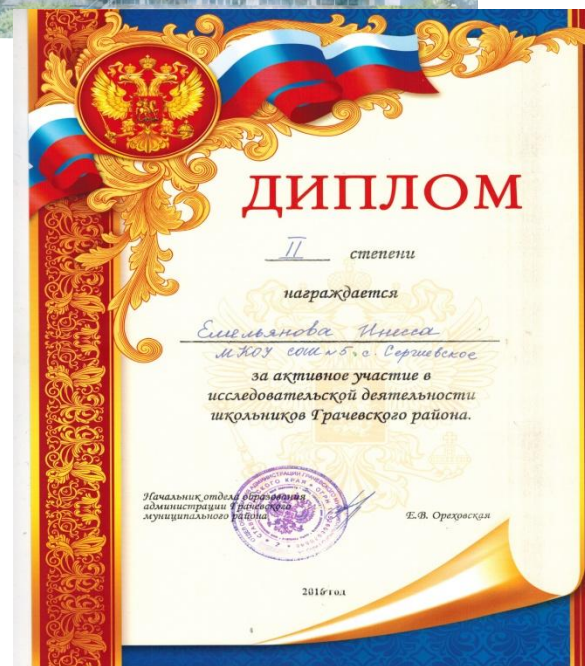 ДИПЛОМ
II степени
награждается
Емельянова Инесса
МКОУ СОШ №5, с. Сергиевское
за активное участие в
исследовательской деятельности
школьников Грачевского района.
Начальник отдела образования
администрации Грачевского
муниципального района
Е.В. Ореховская
2016 год